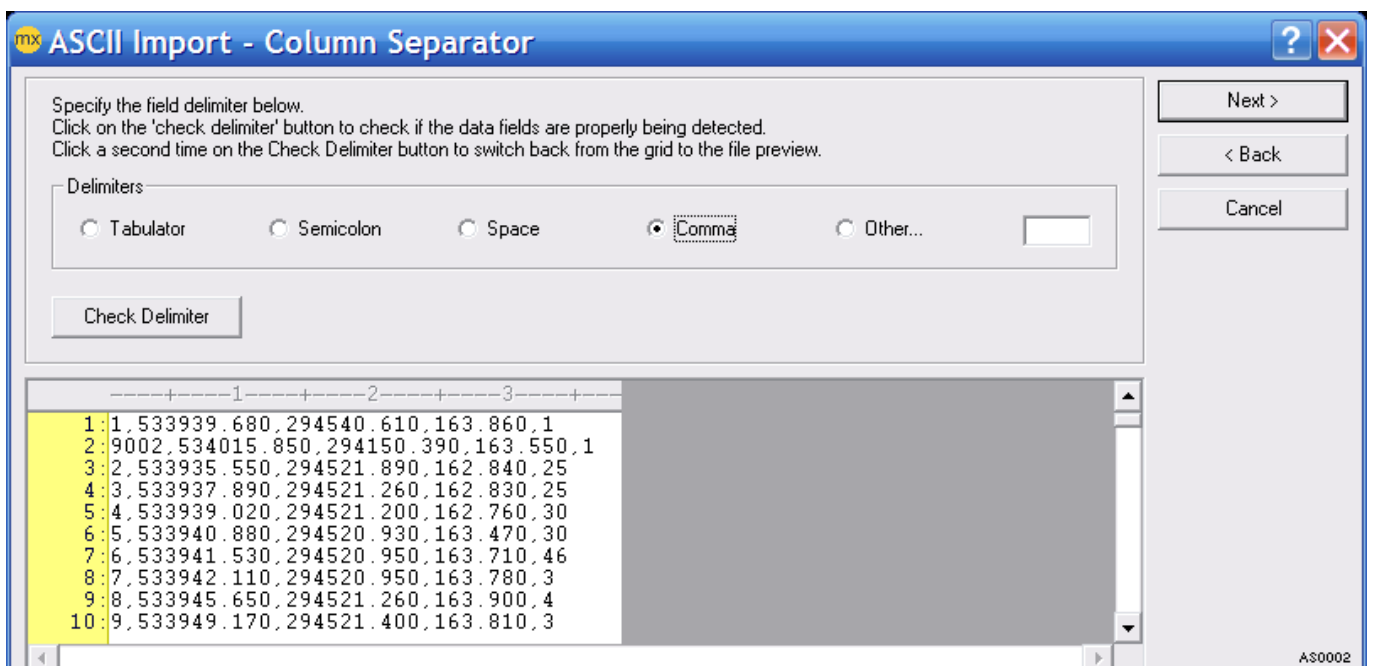 mx ASCII Import - Column Separator
?
Specify the field delimiter below.
Click on the 'check delimiter' button to check if the data fields are properly being detected.
Click a second time on the Check Delimiter button to switch back from the grid to the file preview.
Next >
< Back
Cancel
Delimiters
Tabulator Semicolon Space Comma Other...
Check Delimiter
----+----1----+----2----+----3----+---
1:1,533939.680,294540.610,163.860,1
2:9002,534015.850,294150.390,163.550,1
3:2,533935.550,294521.890,162.840,25
4:3,533937.890,294521.260,162.830,25
5:4,533939.020,294521.200,162.760,30
6:5,533940.880,294520.930,163.470,30
7:6,533941.530,294520.950,163.710,46
8:7,533942.110,294520.950,163.780,3
9:8,533945.650,294521.260,163.900,4
10:9,533949.170,294521.400,163.810,3
AS0002